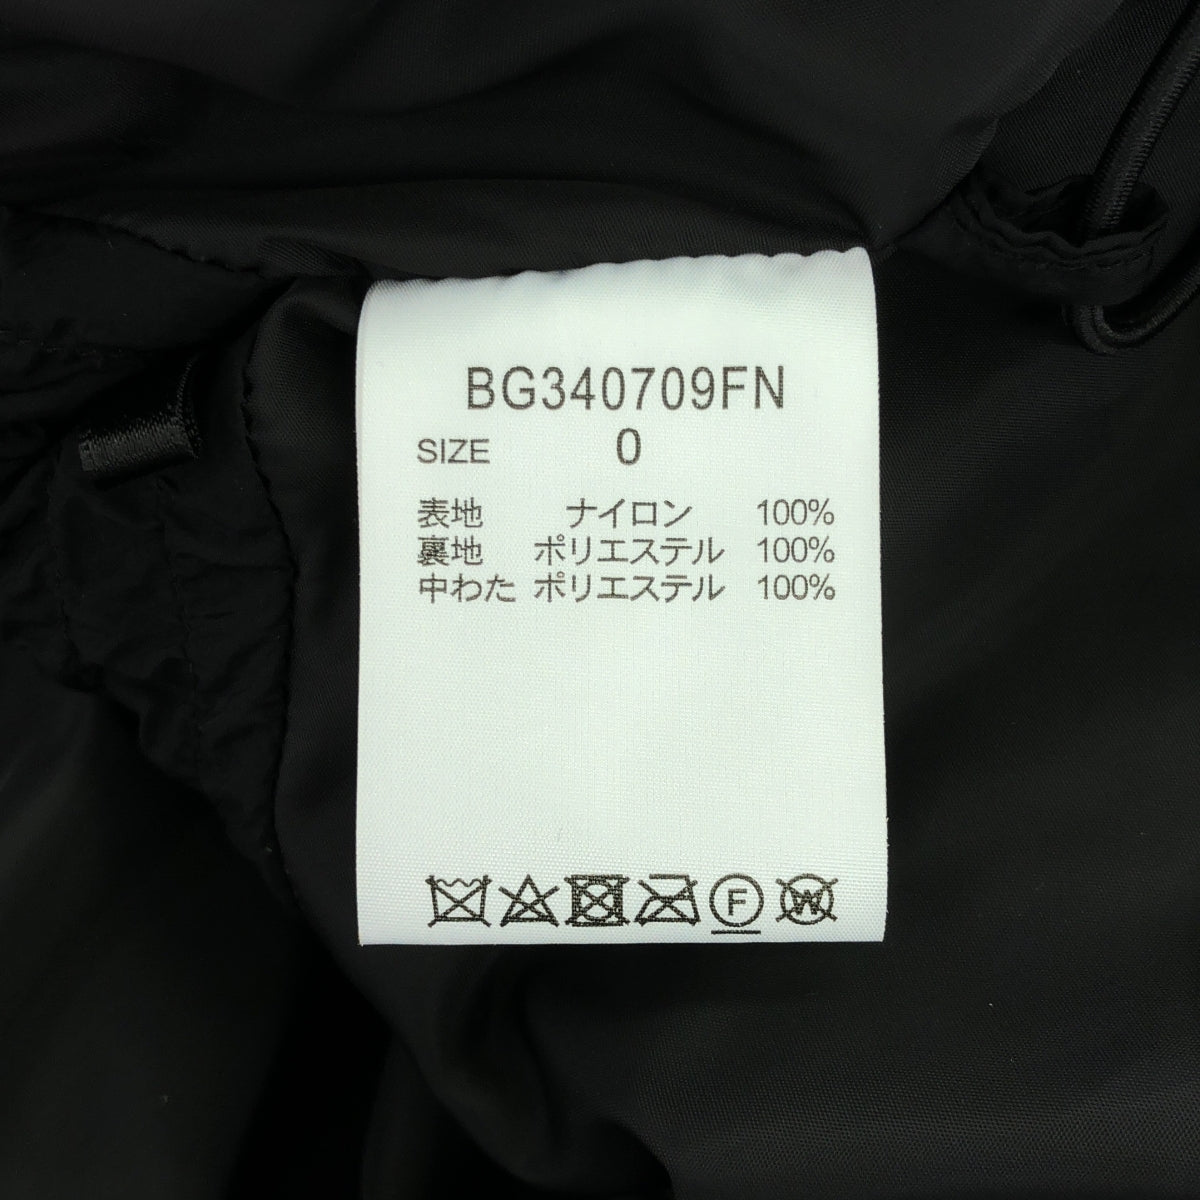 BG340709FN
SIZE 0
表地 ナイロン 100%
裏地 ポリエステル 100%
中わた ポリエステル 100%
F W